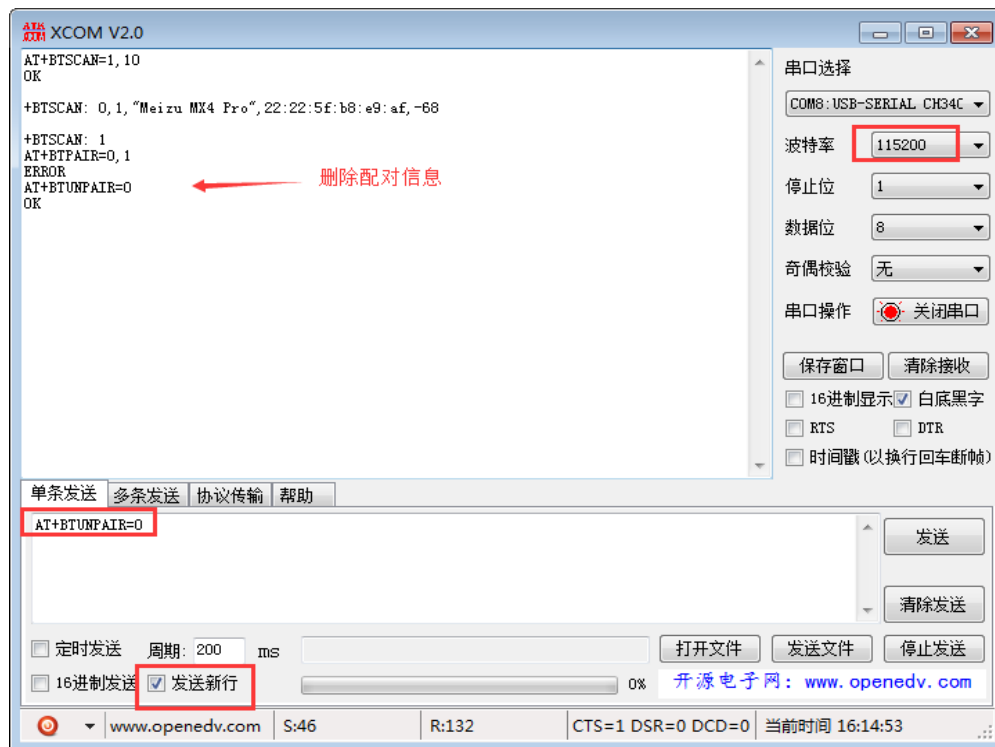 XCOM V2.0
AT+BTSCAN=1,10
OK
+BTSCAN: 0,1,"Meizu MX4 Pro",22:22:5f:b8:e9:af,-68
+BTSCAN: 1
AT+BTPAIR=0,1
ERROR
AT+BTUNPAIR=0
OK
删除配对信息
串口选择
COM8:USB-SERIAL CH34C
波特率 115200
停止位 1
数据位 8
奇偶校验 无
串口操作 关闭串口
保存窗口 清除接收
16进制显示 白底黑字
RTS DTR
时间戳(以换行回车断帧)
单条发送 多条发送 协议传输 帮助
AT+BTUNPAIR=0
发送
清除发送
定时发送 周期: 200 ms 打开文件 发送文件 停止发送
16进制发送 发送新行 0% 开源电子网: www.openedv.com
www.openedv.com S:46 R:132 CTS=1 DSR=0 DCD=0 当前时间 16:14:53